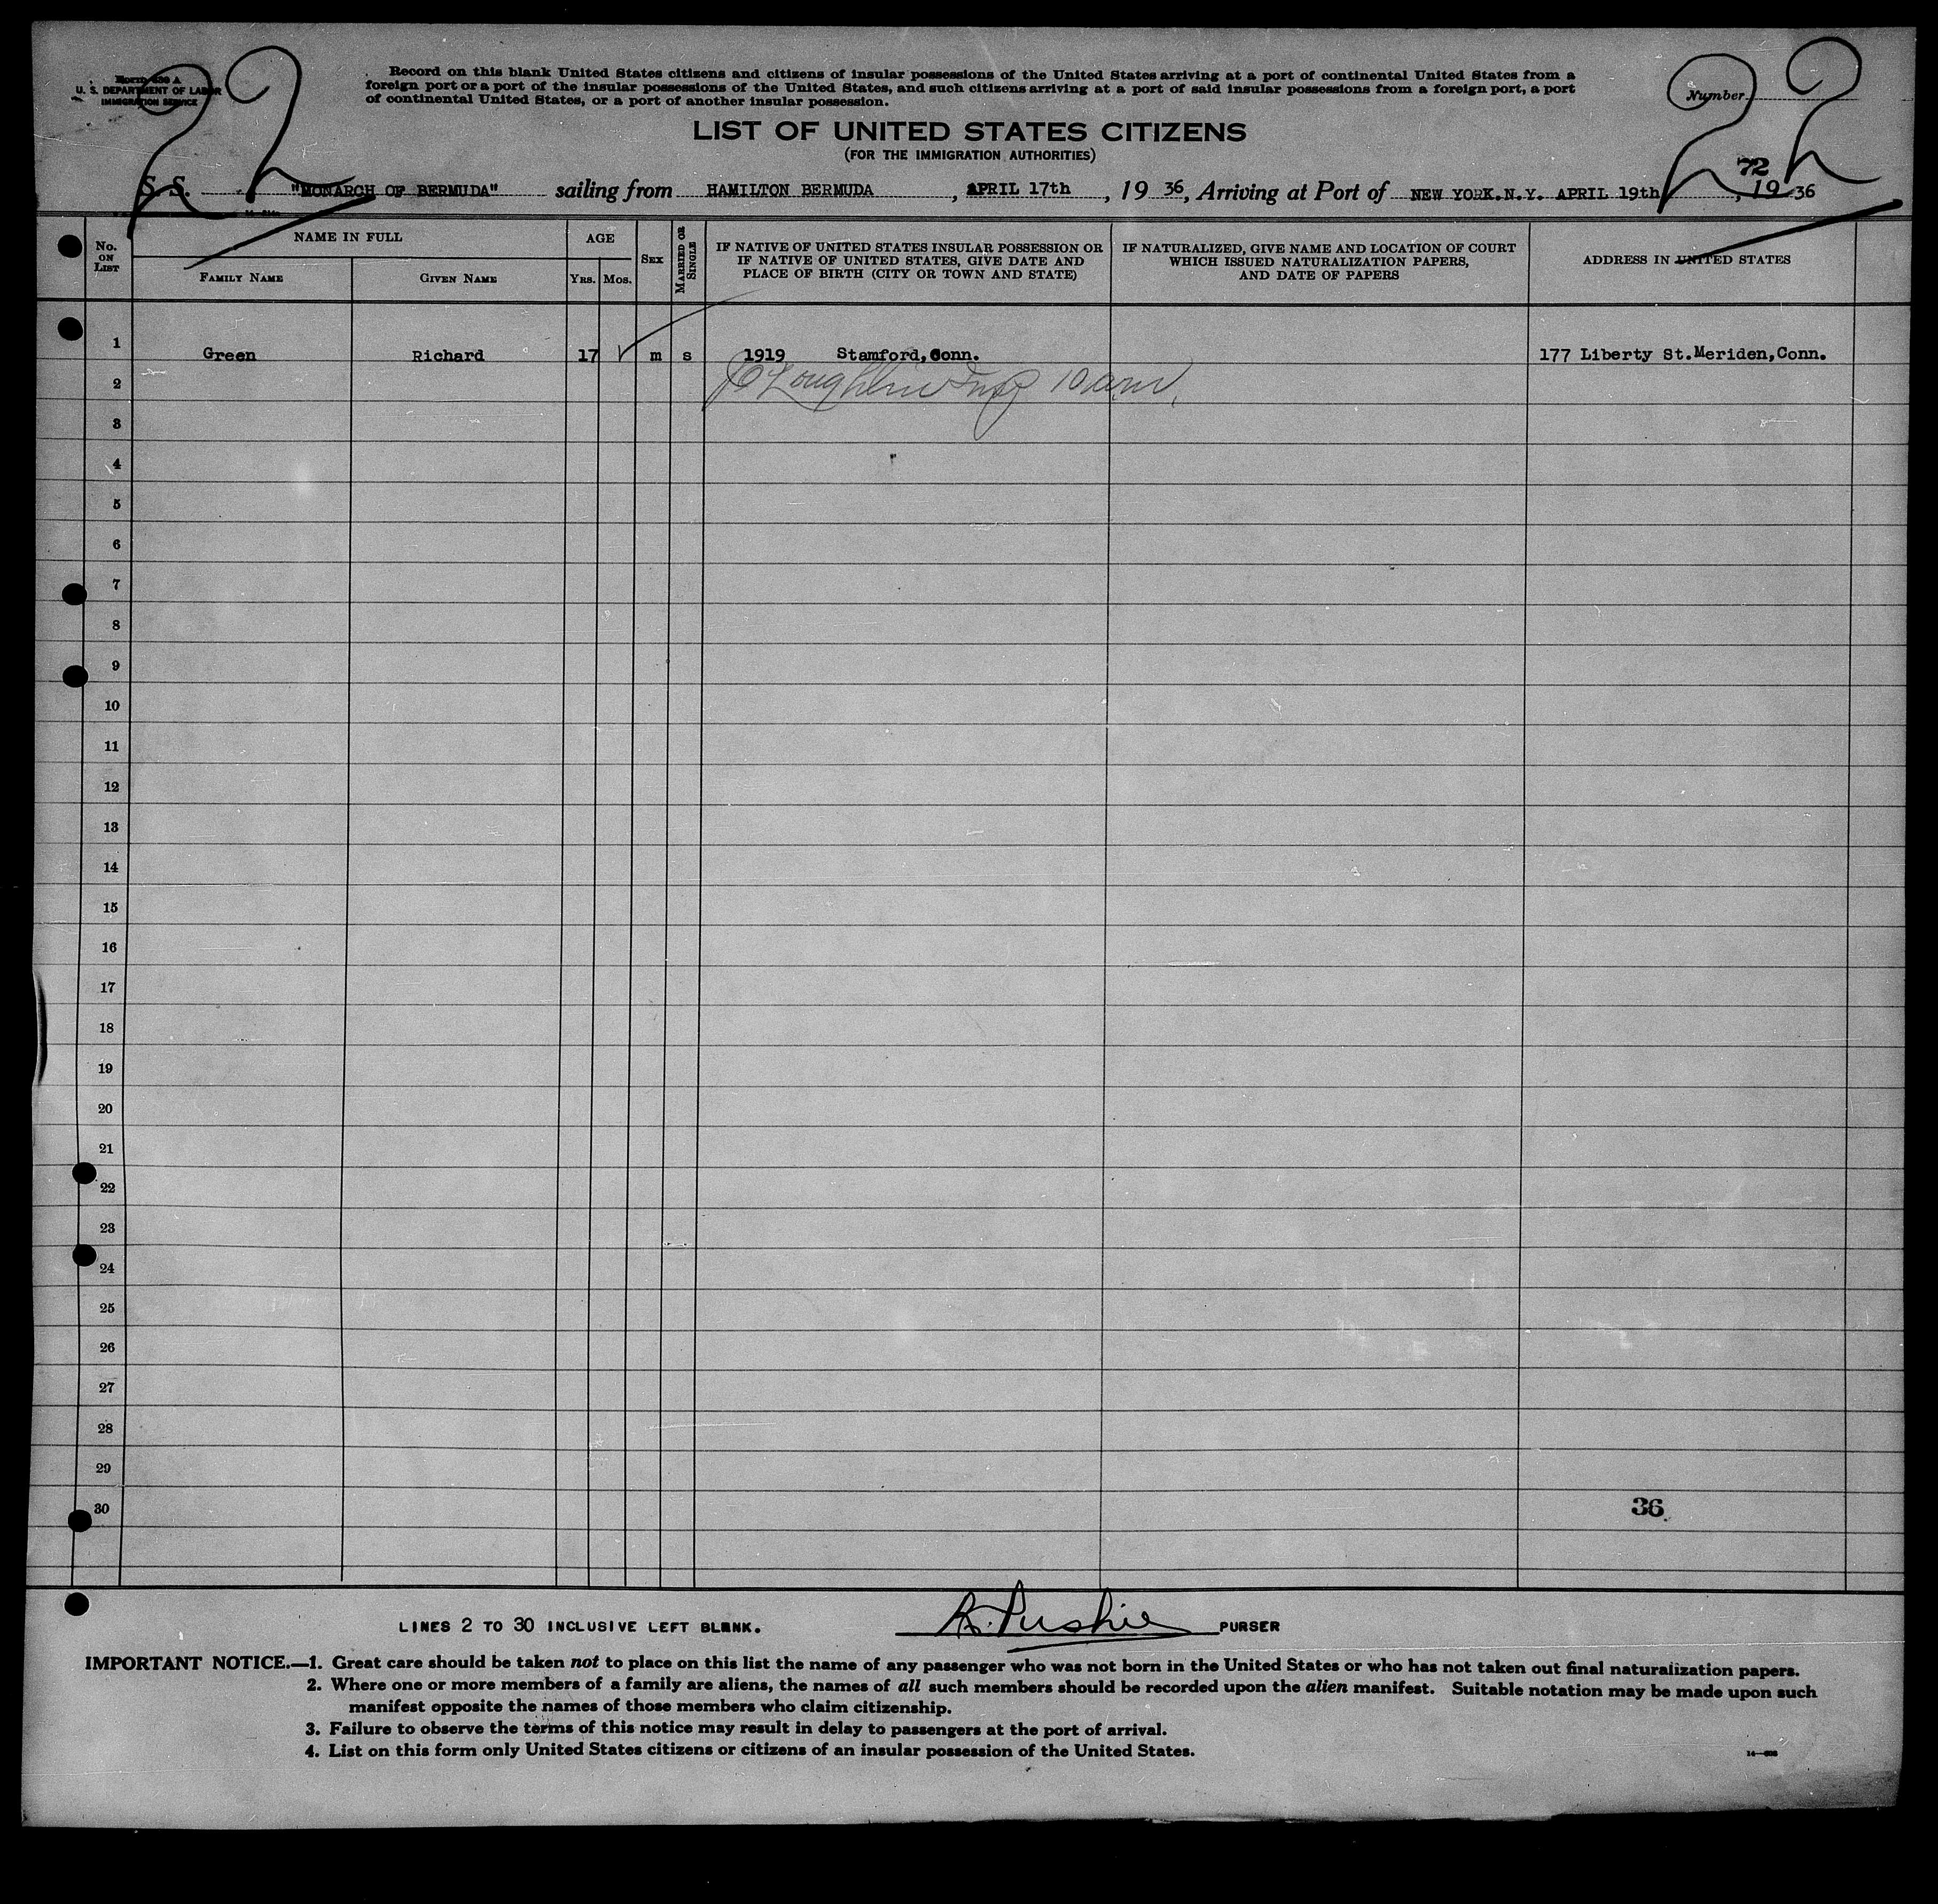 Form 630 A
U. S. DEPARTMENT OF LABOR
IMMIGRATION SERVICE
22
Record on this blank United States citizens and citizens of insular possessions of the United States arriving at a port of continental United States from a
foreign port or a port of the insular possessions of the United States, and such citizens arriving at a port of said insular possessions from a foreign port, a port
of continental United States, or a port of another insular possession.
Number
22
LIST OF UNITED STATES CITIZENS
(FOR THE IMMIGRATION AUTHORITIES)
72
S. S. "MONARCH OF BERMUDA" sailing from HAMILTON BERMUDA, APRIL 17th, 19 36, Arriving at Port of NEW YORK.N.Y. APRIL 19th, 19 36
No. ON LIST
NAME IN FULL
FAMILY NAME
GIVEN NAME
AGE
YRS.
MOS.
SEX
MARRIED OR SINGLE
IF NATIVE OF UNITED STATES INSULAR POSSESSION OR
IF NATIVE OF UNITED STATES, GIVE DATE AND
PLACE OF BIRTH (CITY OR TOWN AND STATE)
IF NATURALIZED, GIVE NAME AND LOCATION OF COURT
WHICH ISSUED NATURALIZATION PAPERS,
AND DATE OF PAPERS
ADDRESS IN UNITED STATES
1 Green Richard 17 m s 1919 Stamford, Conn. 177 Liberty St. Meriden, Conn.
2
3
4
5
6
7
8
9
10
11
12
13
14
15
16
17
18
19
20
21
22
23
24
25
26
27
28
29
30
36
LINES 2 TO 30 INCLUSIVE LEFT BLANK.
PURSER
IMPORTANT NOTICE.—1. Great care should be taken not to place on this list the name of any passenger who was not born in the United States or who has not taken out final naturalization papers.
2. Where one or more members of a family are aliens, the names of all such members should be recorded upon the alien manifest. Suitable notation may be made upon such
manifest opposite the names of those members who claim citizenship.
3. Failure to observe the terms of this notice may result in delay to passengers at the port of arrival.
4. List on this form only United States citizens or citizens of an insular possession of the United States.